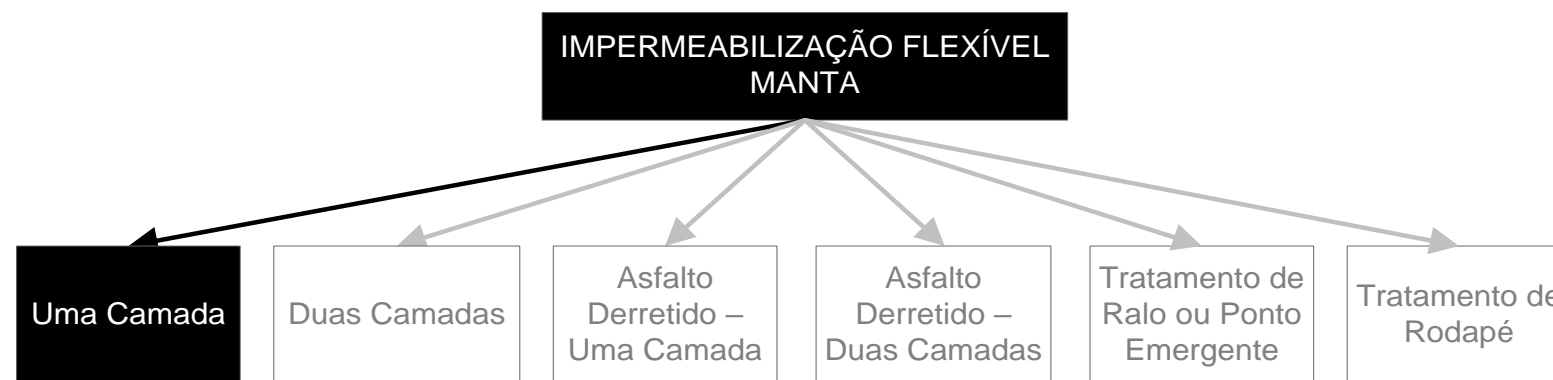 IMPERMEABILIZAÇÃO FLEXÍVEL
MANTA
Uma Camada
Duas Camadas
Asfalto
Derretido –
Uma Camada
Asfalto
Derretido –
Duas Camadas
Tratamento de
Ralo ou Ponto
Emergente
Tratamento de
Rodapé